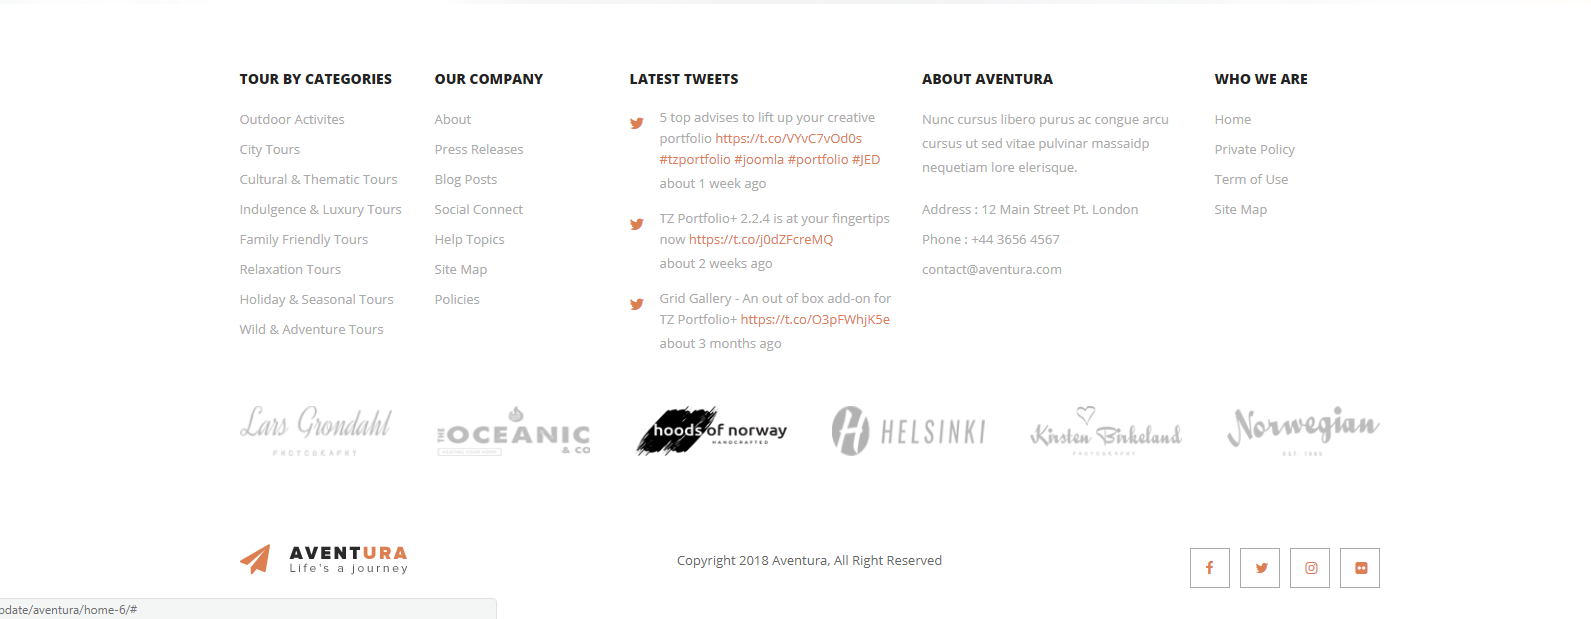 TOUR BY CATEGORIES
Outdoor Activites
City Tours
Cultural & Thematic Tours
Indulgence & Luxury Tours
Family Friendly Tours
Relaxation Tours
Holiday & Seasonal Tours
Wild & Adventure Tours
OUR COMPANY
About
Press Releases
Blog Posts
Social Connect
Help Topics
Site Map
Policies
LATEST TWEETS
5 top advises to lift up your creative
portfolio https://t.co/VYvC7vOd0s
#tzportfolio #joomla #portfolio #JED
about 1 week ago
TZ Portfolio+ 2.2.4 is at your fingertips
now https://t.co/j0dZFcreMQ
about 2 weeks ago
Grid Gallery - An out of box add-on for
TZ Portfolio+ https://t.co/O3pFWhjK5e
about 3 months ago
ABOUT AVENTURA
Nunc cursus libero purus ac congue arcu
cursus ut sed vitae pulvinar massaidp
nequetiam lore elerisque.
Address : 12 Main Street Pt. London
Phone : +44 3656 4567
contact@aventura.com
WHO WE ARE
Home
Private Policy
Term of Use
Site Map
Lars Grondahl
PHOTOGRAPHY
THE OCEANIC
& CO
hoods of norway
HANDCRAFTED
H HELSINKI
Kirsten Birkeland
PHOTOGRAPHY
Norwegian
EST. 1965
AVENTURA
Life's a journey
Copyright 2018 Aventura, All Right Reserved
pdate/aventura/home-6/#